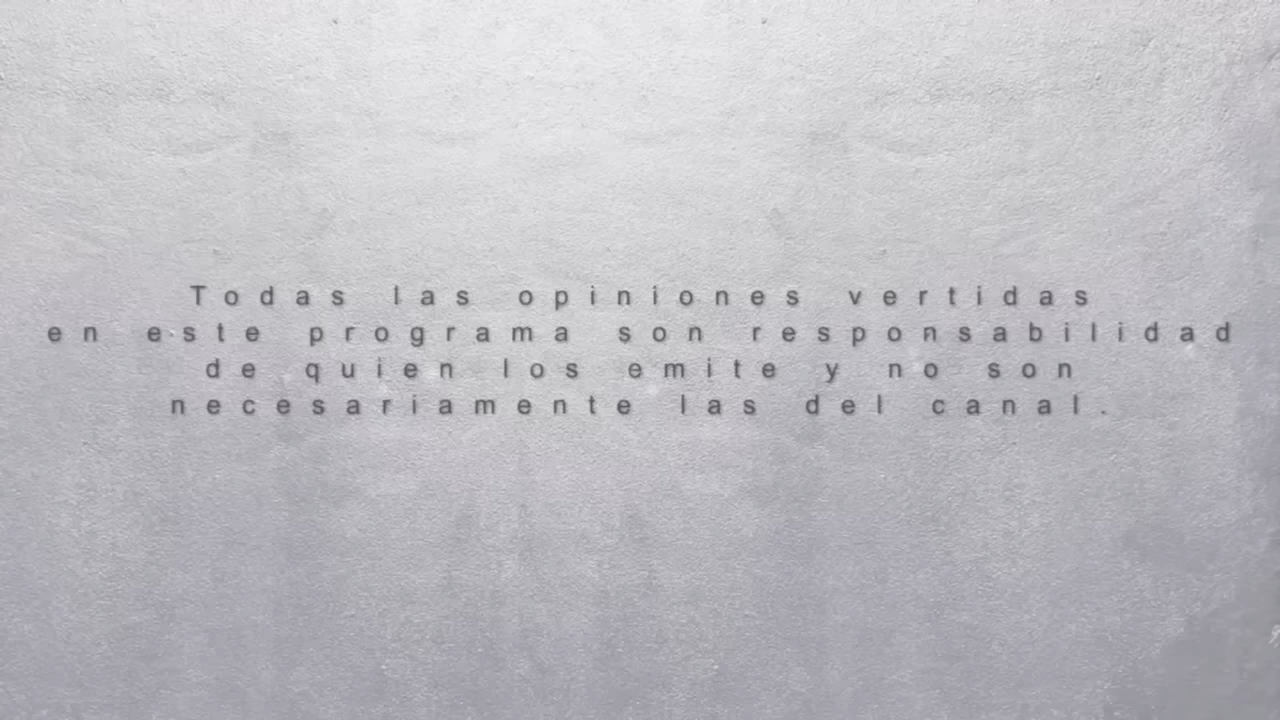 Todas las opiniones vertidas
en este programa son responsabilidad
de quien los emite y no son
necesariamente las del canal.